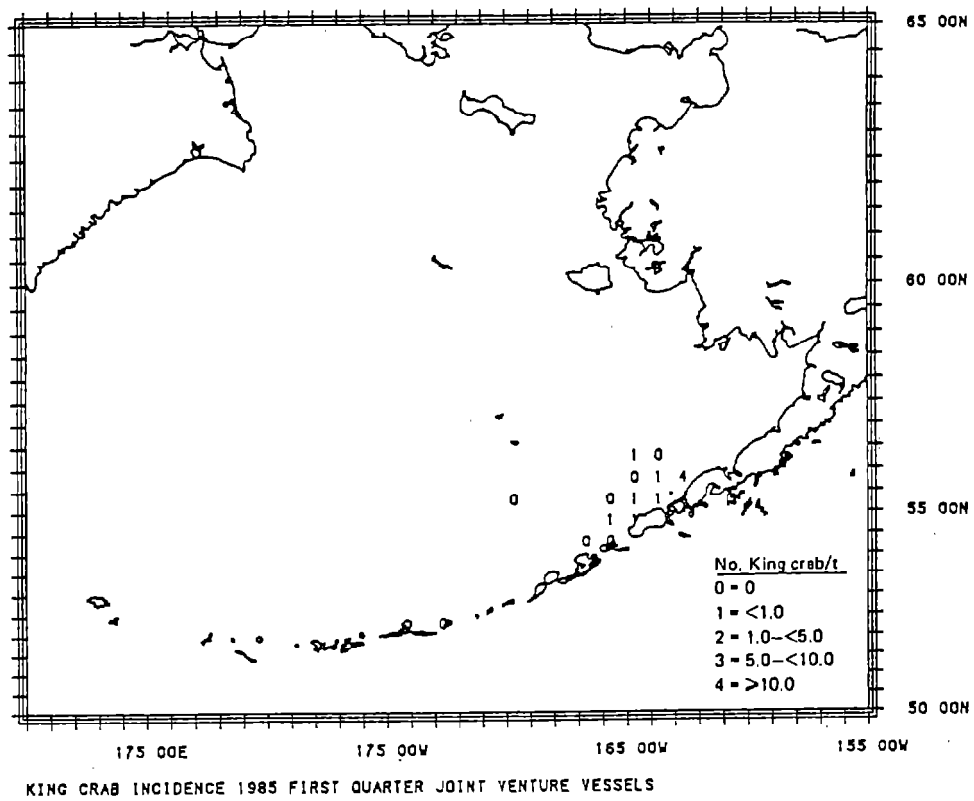 65 00N
60 00N
1 0
0 1 4
0 0 1 1
1
0 0
55 00N
No. King crab/t
0 = 0
1 = <1.0
2 = 1.0-<5.0
3 = 5.0-<10.0
4 = ≥10.0
50 00N
175 00E 175 00W 165 00W 155 00W
KING CRAB INCIDENCE 1985 FIRST QUARTER JOINT VENTURE VESSELS